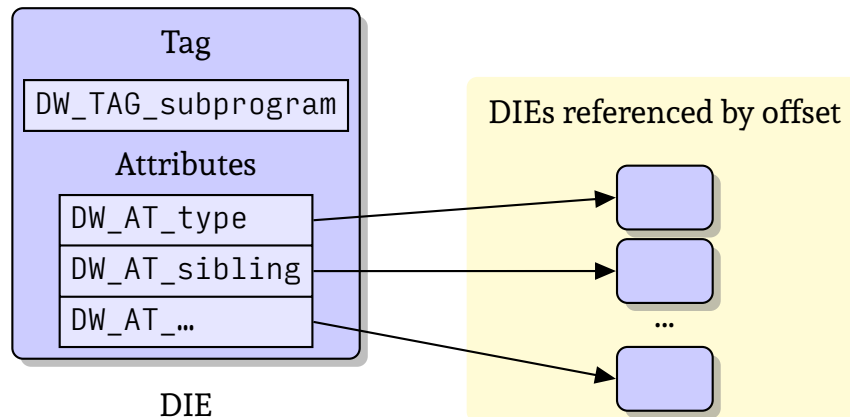 Tag
DW_TAG_subprogram
Attributes
DW_AT_type
DW_AT_sibling
DW_AT_…
DIE
DIEs referenced by offset
…